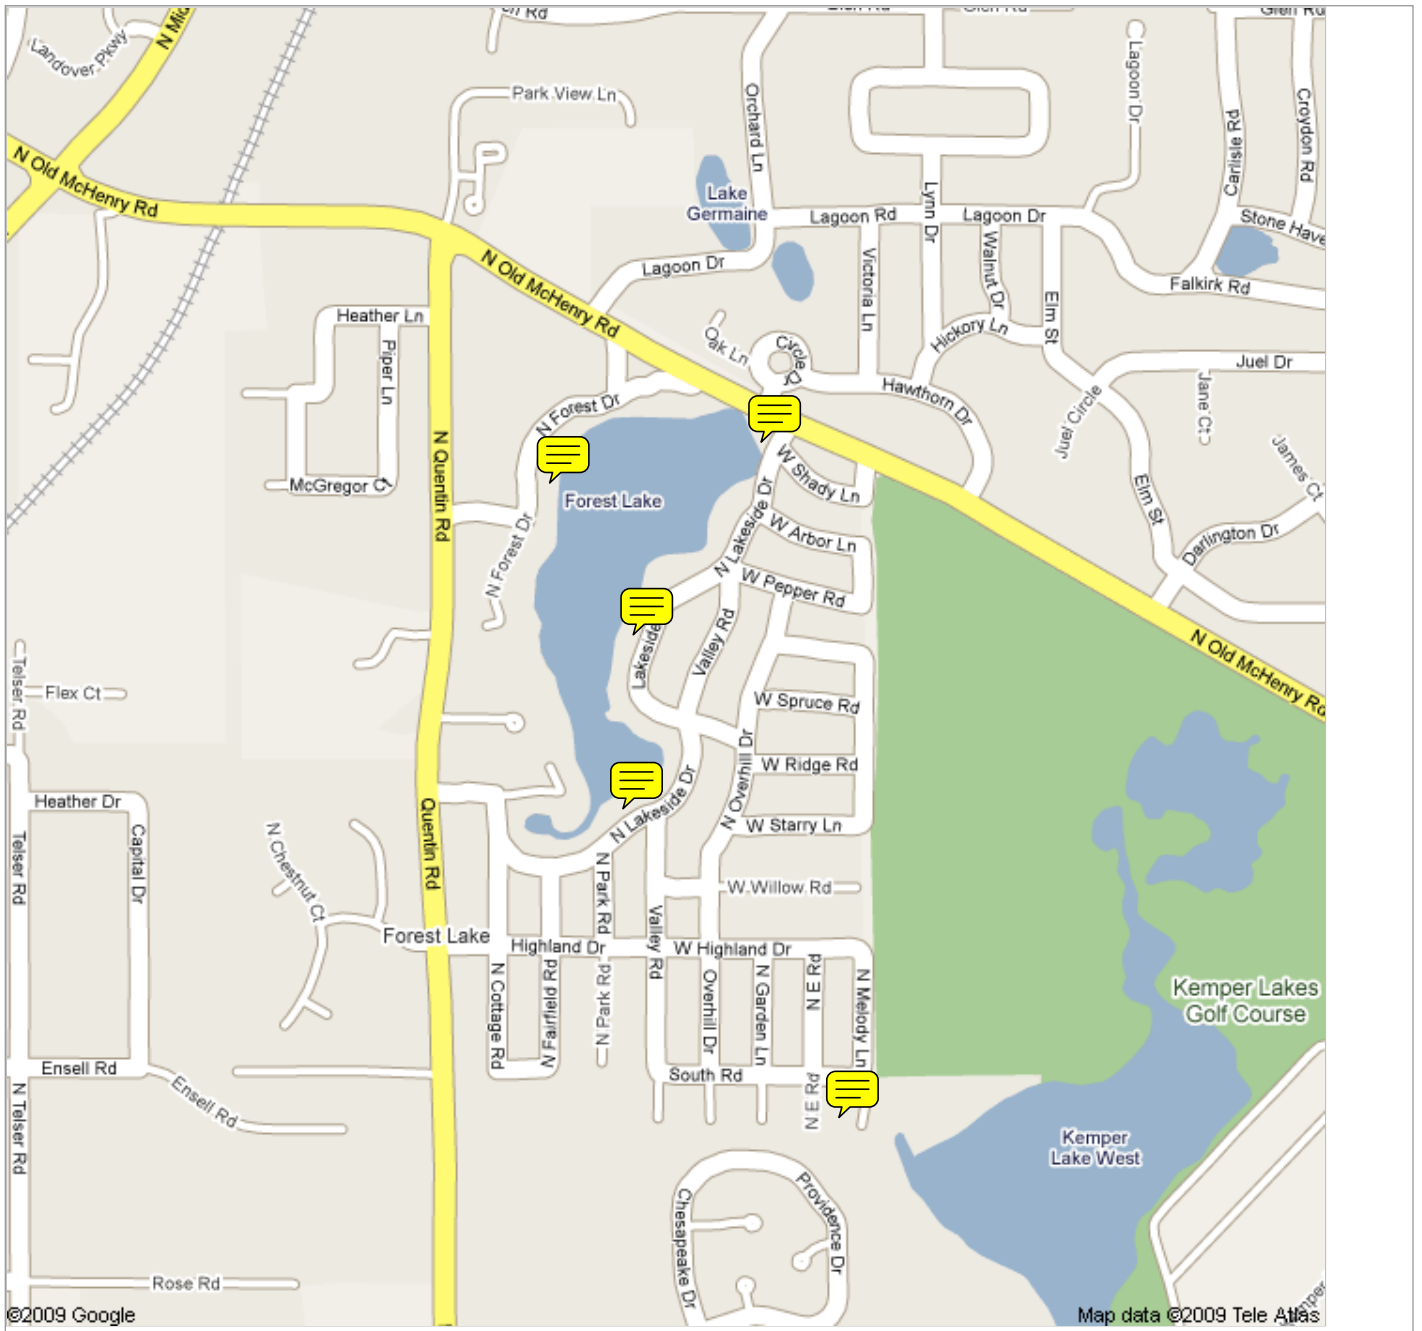 Landover Pkwy
N Mid
en Rd
Glen Rd
Park View Ln
Orchard Ln
Lagoon Dr
Carlisle Rd
Croydon Rd
N Old McHenry Rd
Lake
Germaine
Lagoon Rd
Lynn Dr
Lagoon Dr
Stone Have
Lagoon Dr
Victoria Ln
Walnut Dr
Falkirk Rd
N Old McHenry Rd
Elm St
Heather Ln
Piper Ln
Oak Ln
Circle Dr
Hickory Ln
Juel Dr
Hawthorn Dr
Jane Ct
Juel Circle
N Forest Dr
N Quentin Rd
McGregor Ct
Forest Lake
W Shady Ln
James Ct
Elm St
N Forest Dr
N Lakeside Dr
W Arbor Ln
Darlington Dr
W Pepper Rd
Lakeside
Valley Rd
N Old McHenry Rd
Telser Rd
Flex Ct
W Spruce Rd
N Overhill Dr
W Ridge Rd
Heather Dr
Quentin Rd
N Lakeside Dr
W Starry Ln
Telser Rd
Capital Dr
N Chestnut Ct
N Park Rd
W Willow Rd
Forest Lake
Highland Dr
Valley Rd
W Highland Dr
N Cottage Rd
N Fairfield Rd
N Park Rd
Overhill Dr
N Garden Ln
N E Rd
N Melody Ln
Kemper Lakes
Golf Course
Ensell Rd
South Rd
N E Rd
Ensell Rd
N Telser Rd
Kemper
Lake West
Chesapeake Dr
Providence Dr
Rose Rd
©2009 Google
Map data ©2009 Tele Atlas